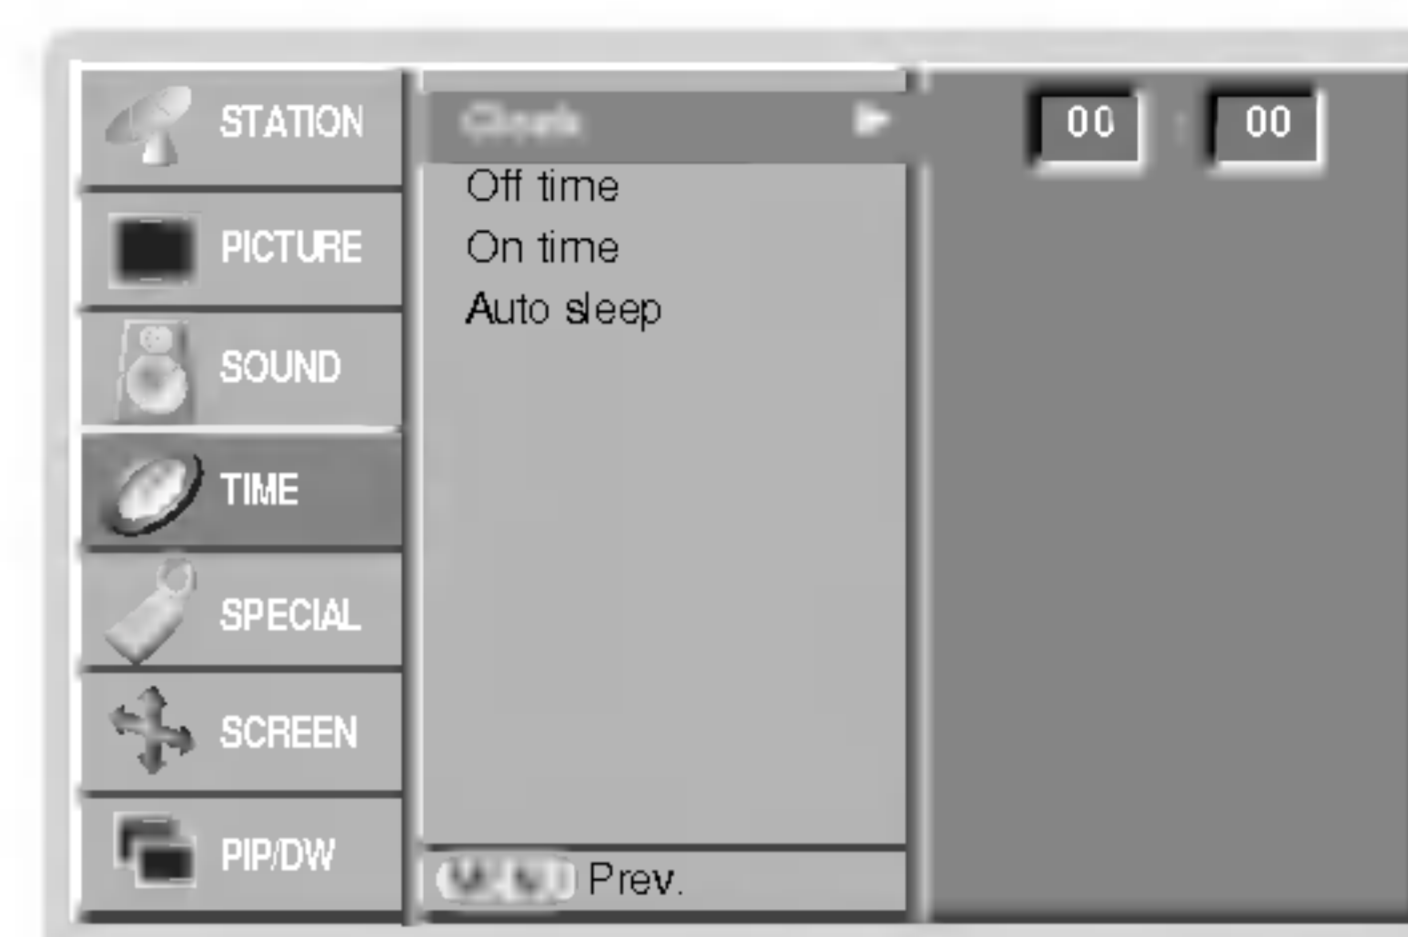 STATION
PICTURE
SOUND
TIME
SPECIAL
SCREEN
PIP/DW
Off time
On time
Auto sleep
Prev.
00 : 00